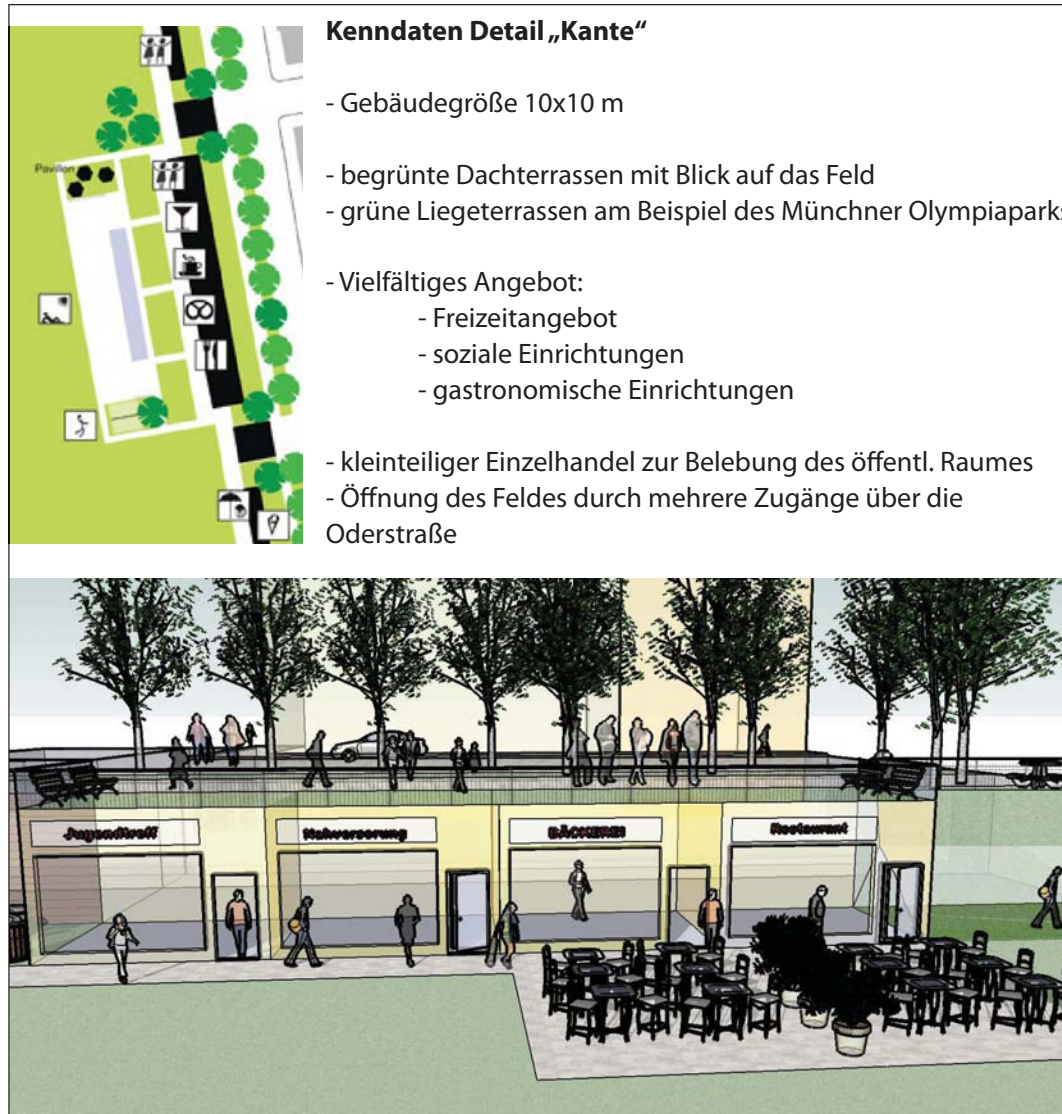 Kenndaten Detail „Kante“
- Gebäudegröße 10x10 m
- begrünte Dachterrassen mit Blick auf das Feld
- grüne Liegeterrassen am Beispiel des Münchner Olympiaparks
- Vielfältiges Angebot:
- Freizeitangebot
- soziale Einrichtungen
- gastronomische Einrichtungen
- kleinteiliger Einzelhandel zur Belebung des öffentl. Raumes
- Öffnung des Feldes durch mehrere Zugänge über die
Oderstraße
Pavillon
Jugendtreff
Nahversorung
BÄCKEREI
Restaurant